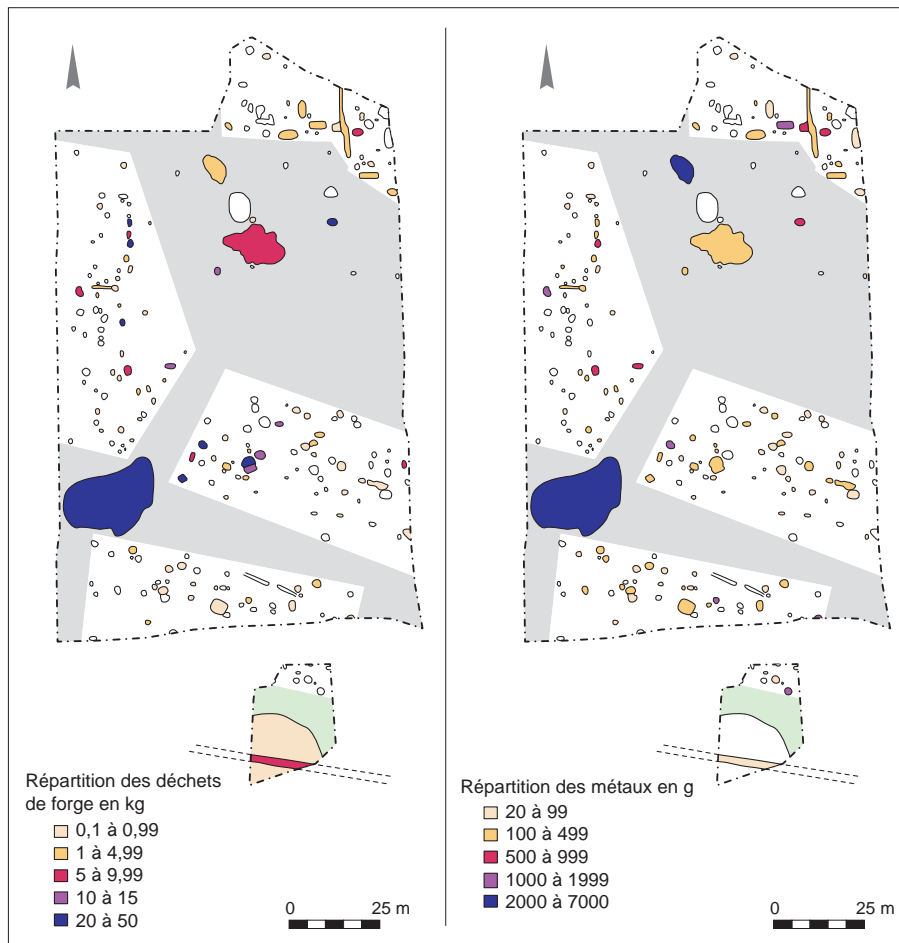 Répartition des déchets
de forge en kg
0,1 à 0,99
1 à 4,99
5 à 9,99
10 à 15
20 à 50
0 25 m
Répartition des métaux en g
20 à 99
100 à 499
500 à 999
1000 à 1999
2000 à 7000
0 25 m